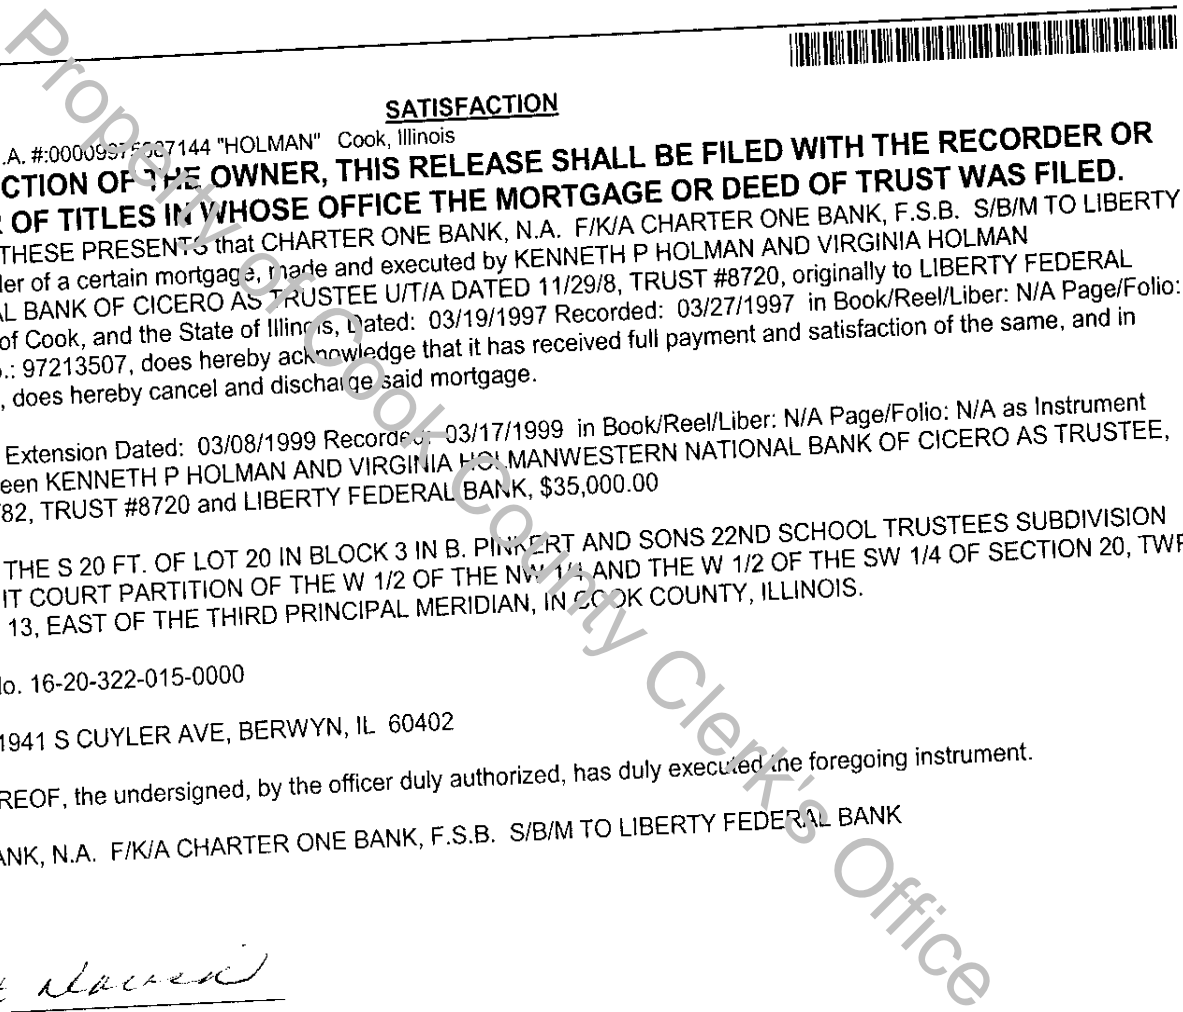 SATISFACTION
.A. #: "HOLMAN" Cook, Illinois
CTION OF THE OWNER, THIS RELEASE SHALL BE FILED WITH THE RECORDER OR
OF TITLES IN WHOSE OFFICE THE MORTGAGE OR DEED OF TRUST WAS FILED.
THESE PRESENTS that CHARTER ONE BANK, N.A. F/K/A CHARTER ONE BANK, F.S.B. S/B/M TO LIBERTY
der of a certain mortgage, made and executed by KENNETH P HOLMAN AND VIRGINIA HOLMAN
AL BANK OF CICERO AS TRUSTEE U/T/A DATED 11/29/8, TRUST #8720, originally to LIBERTY FEDERAL
of Cook, and the State of Illinois, Dated: 03/19/1997 Recorded: 03/27/1997 in Book/Reel/Liber: N/A Page/Folio:
o.: 97213507, does hereby acknowledge that it has received full payment and satisfaction of the same, and in
, does hereby cancel and discharge said mortgage.
Extension Dated: 03/08/1999 Recorded: 03/17/1999 in Book/Reel/Liber: N/A Page/Folio: N/A as Instrument
een KENNETH P HOLMAN AND VIRGINIA HOLMANWESTERN NATIONAL BANK OF CICERO AS TRUSTEE,
/82, TRUST #8720 and LIBERTY FEDERAL BANK, $35,000.00
THE S 20 FT. OF LOT 20 IN BLOCK 3 IN B. PINKERT AND SONS 22ND SCHOOL TRUSTEES SUBDIVISION
IT COURT PARTITION OF THE W 1/2 OF THE NW 1/4 AND THE W 1/2 OF THE SW 1/4 OF SECTION 20, TWP
13, EAST OF THE THIRD PRINCIPAL MERIDIAN, IN COOK COUNTY, ILLINOIS.
No. 16-20-322-015-0000
1941 S CUYLER AVE, BERWYN, IL 60402
REOF, the undersigned, by the officer duly authorized, has duly executed the foregoing instrument.
ANK, N.A. F/K/A CHARTER ONE BANK, F.S.B. S/B/M TO LIBERTY FEDERAL BANK
Property of Cook County Clerk's Office